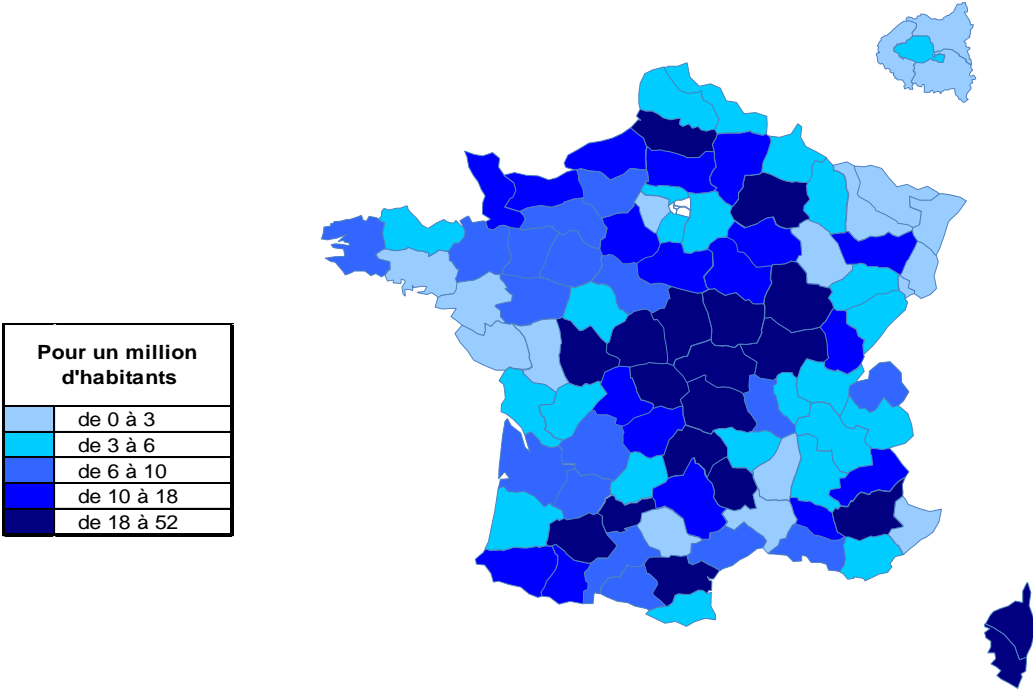 Pour un million
d'habitants
de 0 à 3
de 3 à 6
de 6 à 10
de 10 à 18
de 18 à 52